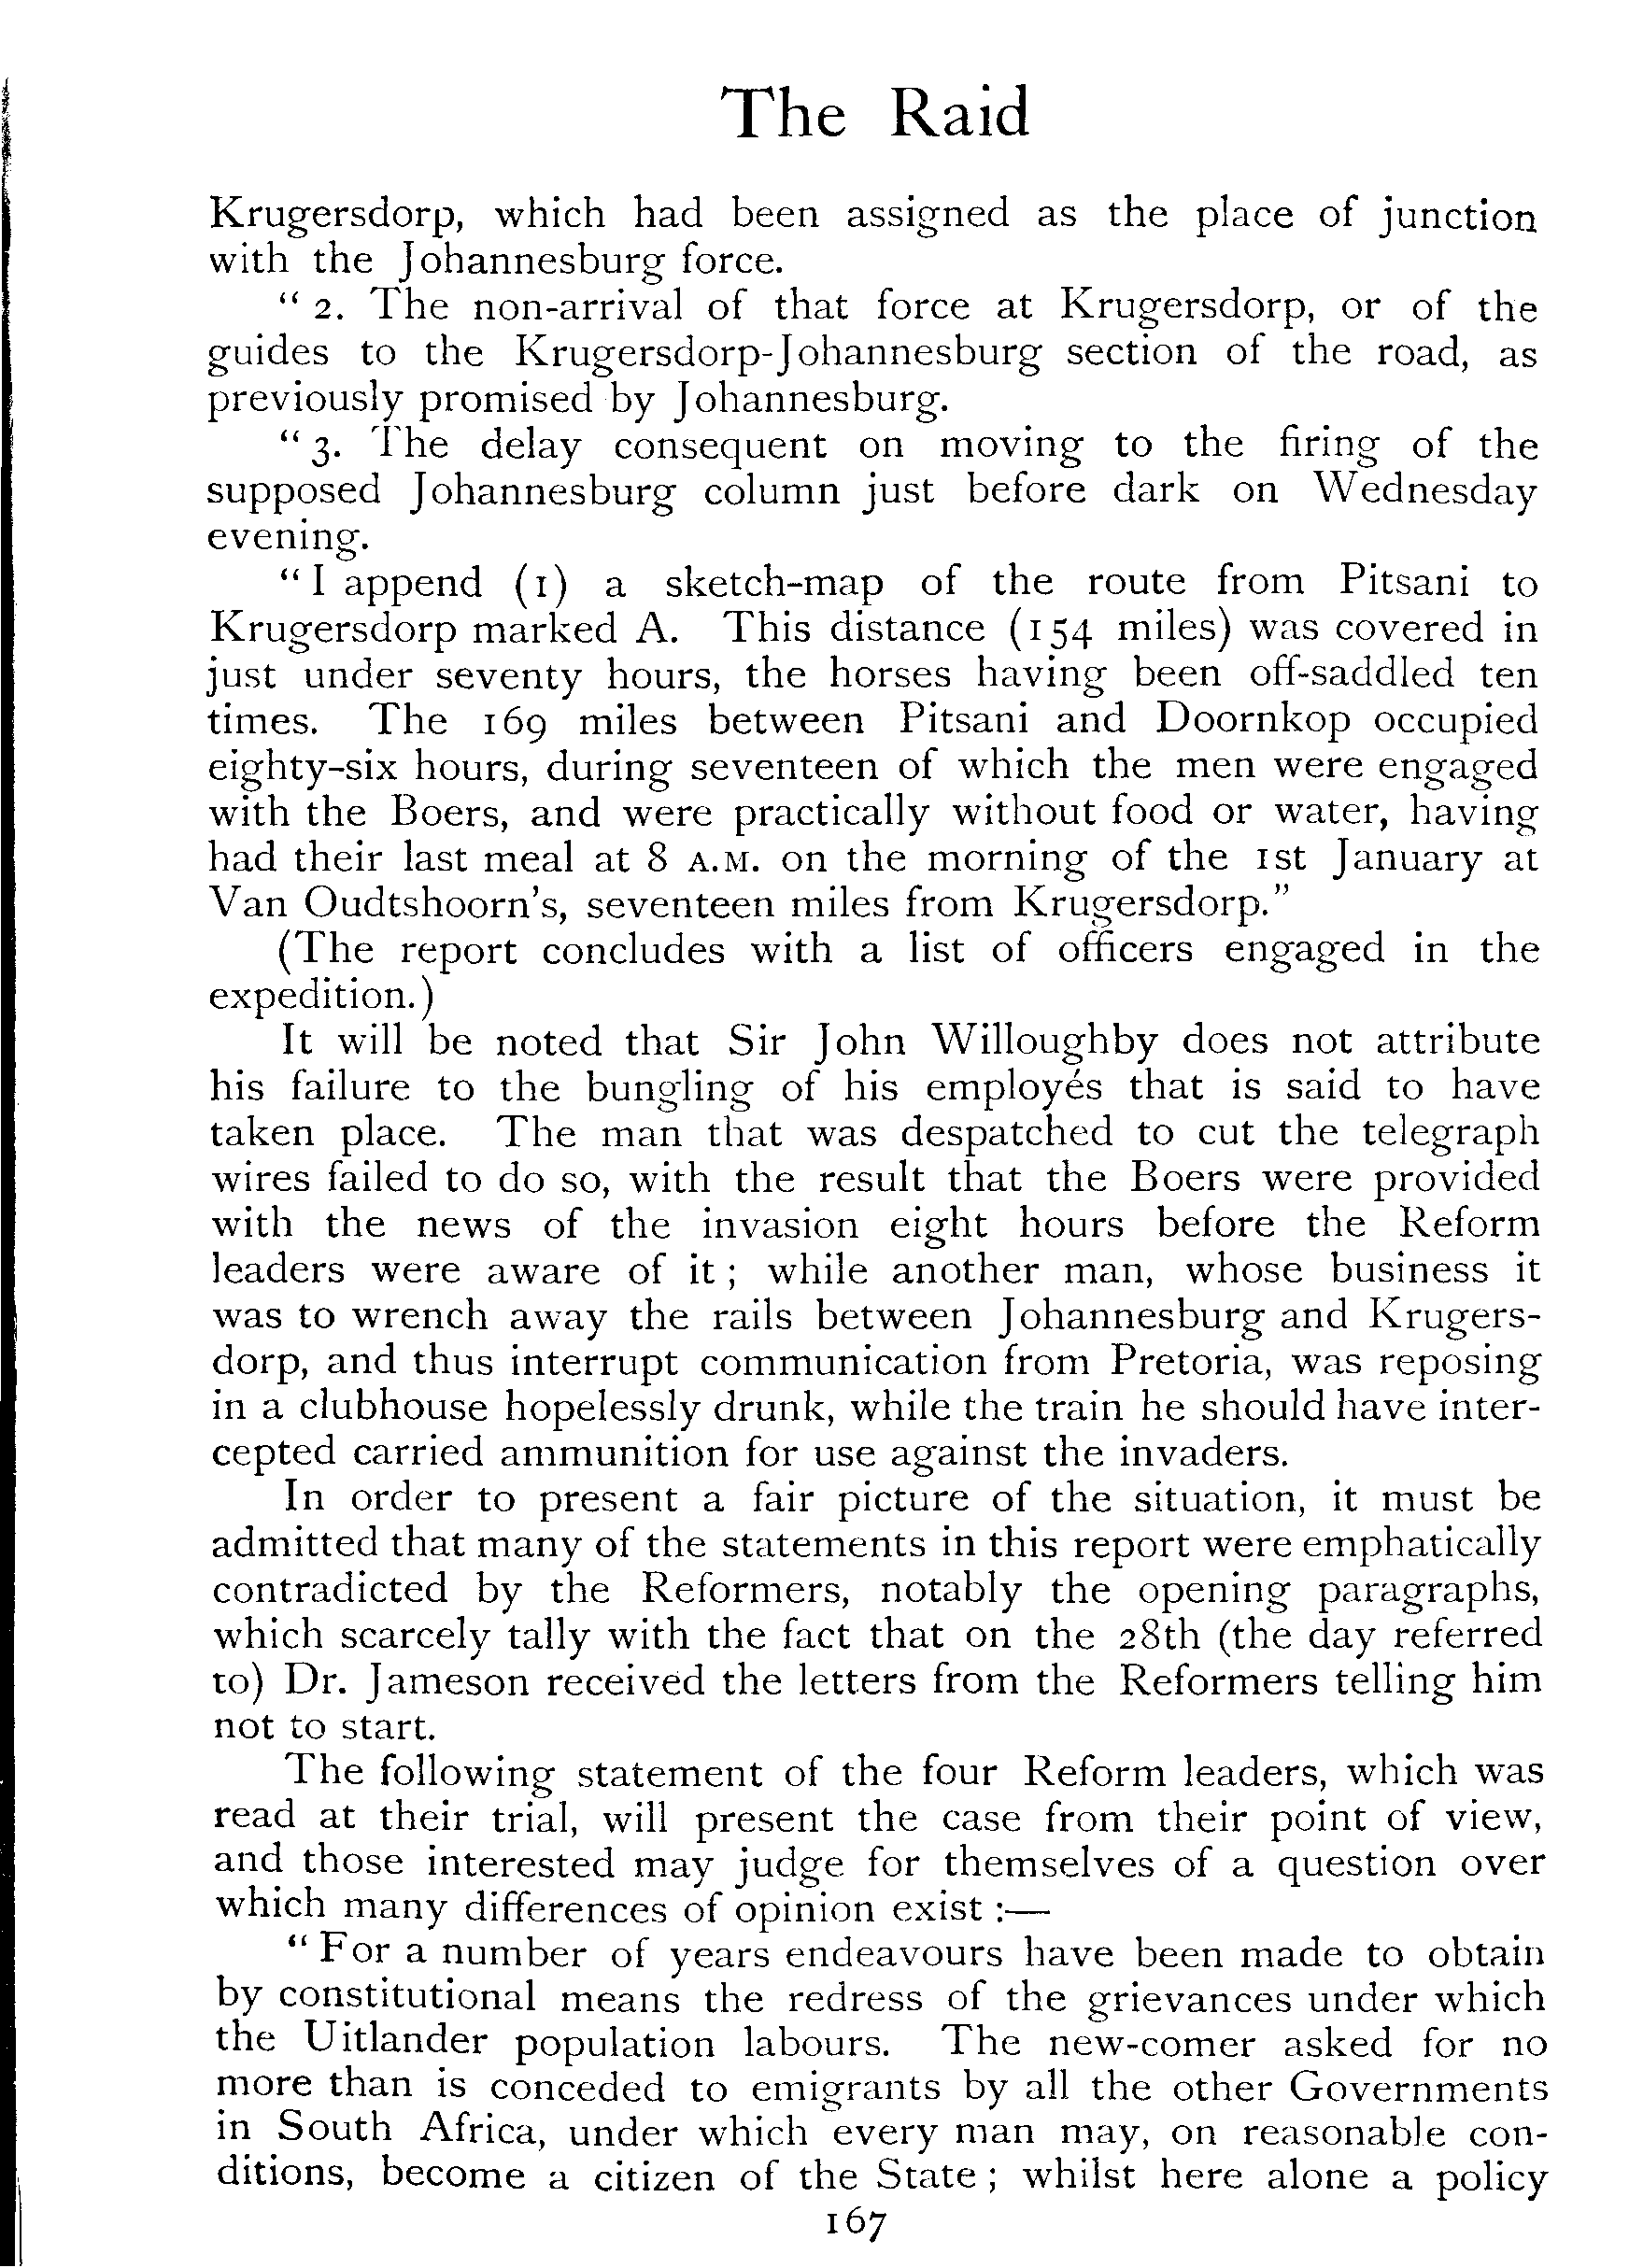 The Raid
Krugersdorp, which had been assigned as the place of junction
with the Johannesburg force.
“ 2. The non-arrival of that force at Krugersdorp, or of the
guides to the Krugersdorp-Johannesburg section of the road, as
previously promised by Johannesburg.
“ 3. The delay consequent on moving to the firing of the
supposed Johannesburg column just before dark on Wednesday
evening.
“ I append (1) a sketch-map of the route from Pitsani to
Krugersdorp marked A. This distance (154 miles) was covered in
just under seventy hours, the horses having been off-saddled ten
times. The 169 miles between Pitsani and Doornkop occupied
eighty-six hours, during seventeen of which the men were engaged
with the Boers, and were practically without food or water, having
had their last meal at 8 A.M. on the morning of the 1st January at
Van Oudtshoorn's, seventeen miles from Krugersdorp.”
(The report concludes with a list of officers engaged in the
expedition.)
It will be noted that Sir John Willoughby does not attribute
his failure to the bungling of his employés that is said to have
taken place. The man that was despatched to cut the telegraph
wires failed to do so, with the result that the Boers were provided
with the news of the invasion eight hours before the Reform
leaders were aware of it ; while another man, whose business it
was to wrench away the rails between Johannesburg and Krugers-
dorp, and thus interrupt communication from Pretoria, was reposing
in a clubhouse hopelessly drunk, while the train he should have inter-
cepted carried ammunition for use against the invaders.
In order to present a fair picture of the situation, it must be
admitted that many of the statements in this report were emphatically
contradicted by the Reformers, notably the opening paragraphs,
which scarcely tally with the fact that on the 28th (the day referred
to) Dr. Jameson received the letters from the Reformers telling him
not to start.
The following statement of the four Reform leaders, which was
read at their trial, will present the case from their point of view,
and those interested may judge for themselves of a question over
which many differences of opinion exist :—
“ For a number of years endeavours have been made to obtain
by constitutional means the redress of the grievances under which
the Uitlander population labours. The new-comer asked for no
more than is conceded to emigrants by all the other Governments
in South Africa, under which every man may, on reasonable con-
ditions, become a citizen of the State ; whilst here alone a policy
167